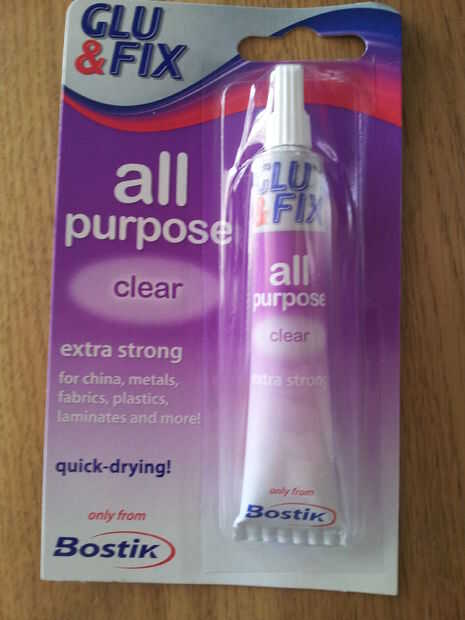 GLU
&FIX
all
purpose
clear
extra strong
for china, metals,
fabrics, plastics,
laminates and more!
quick-drying!
only from
Bostik
GLU
&FIX
all
purpose
clear
extra strong
only from
Bostik